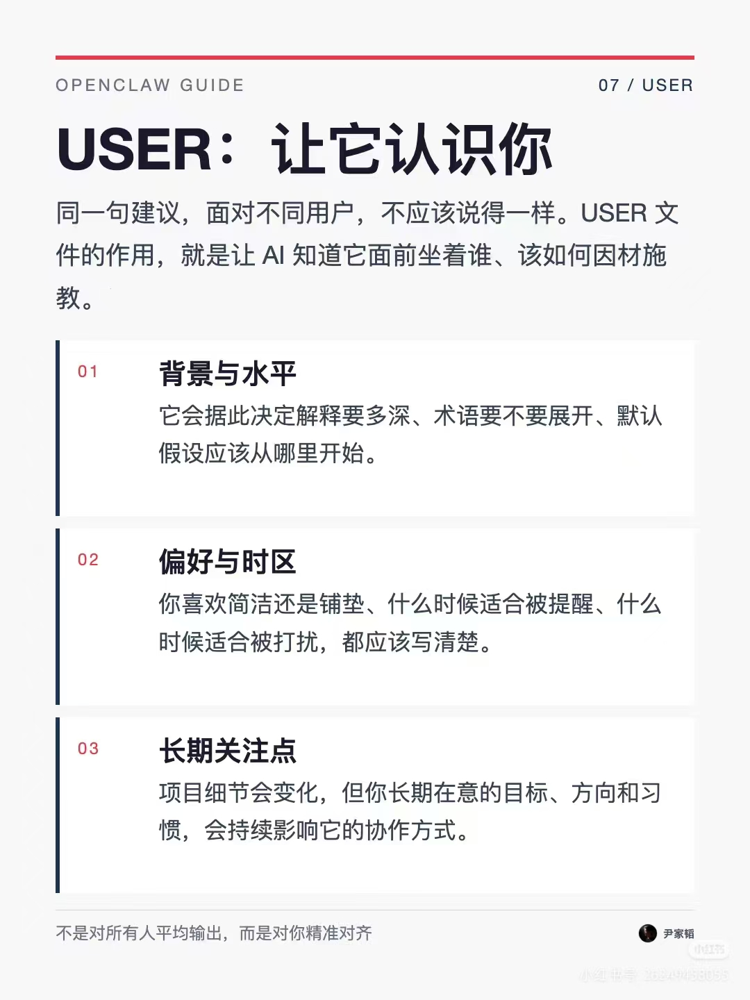 OPENCLAW GUIDE
07 / USER
USER：让它认识你
同一句建议，面对不同用户，不应该说得一样。USER 文
件的作用，就是让 AI 知道它面前坐着谁、该如何因材施
教。
01
背景与水平
它会据此决定解释要多深、术语要不要展开、默认
假设应该从哪里开始。
02
偏好与时区
你喜欢简洁还是铺垫、什么时候适合被提醒、什么
时候适合被打扰，都应该写清楚。
03
长期关注点
项目细节会变化，但你长期在意的目标、方向和习
惯，会持续影响它的协作方式。
不是对所有人平均输出，而是对你精准对齐
尹家韬
小红书
小红书号